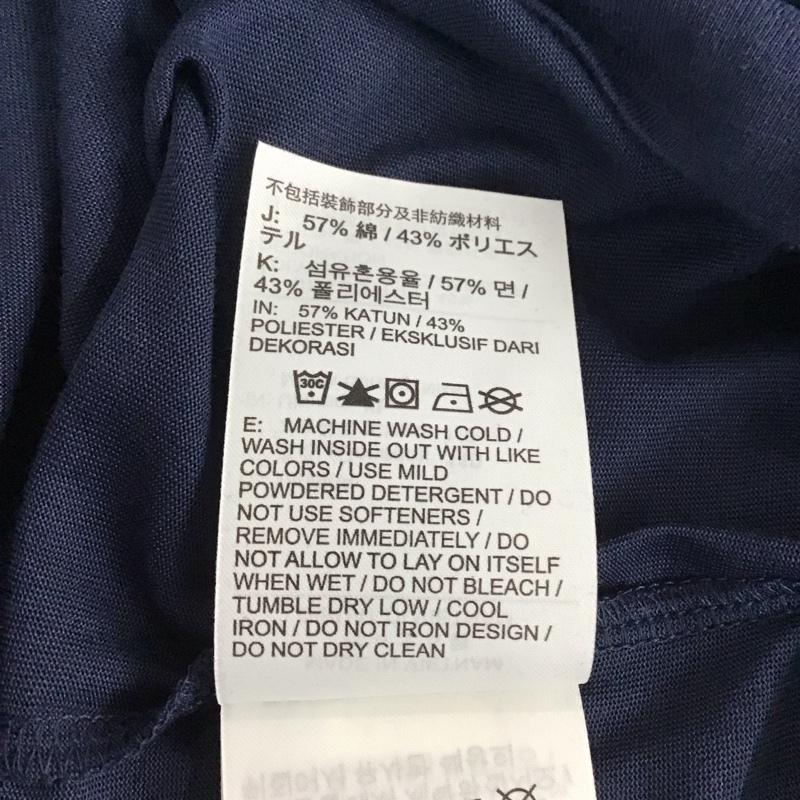 不包括裝飾部分及非紡織材料
J: 57% 綿 / 43% ポリエス
テル
K: 섬유혼용율 / 57% 면 /
43% 폴리에스터
IN: 57% KATUN / 43%
POLIESTER / EKSKLUSIF DARI
DEKORASI
30C
E: MACHINE WASH COLD /
WASH INSIDE OUT WITH LIKE
COLORS / USE MILD
POWDERED DETERGENT / DO
NOT USE SOFTENERS /
REMOVE IMMEDIATELY / DO
NOT ALLOW TO LAY ON ITSELF
WHEN WET / DO NOT BLEACH /
TUMBLE DRY LOW / COOL
IRON / DO NOT IRON DESIGN /
DO NOT DRY CLEAN